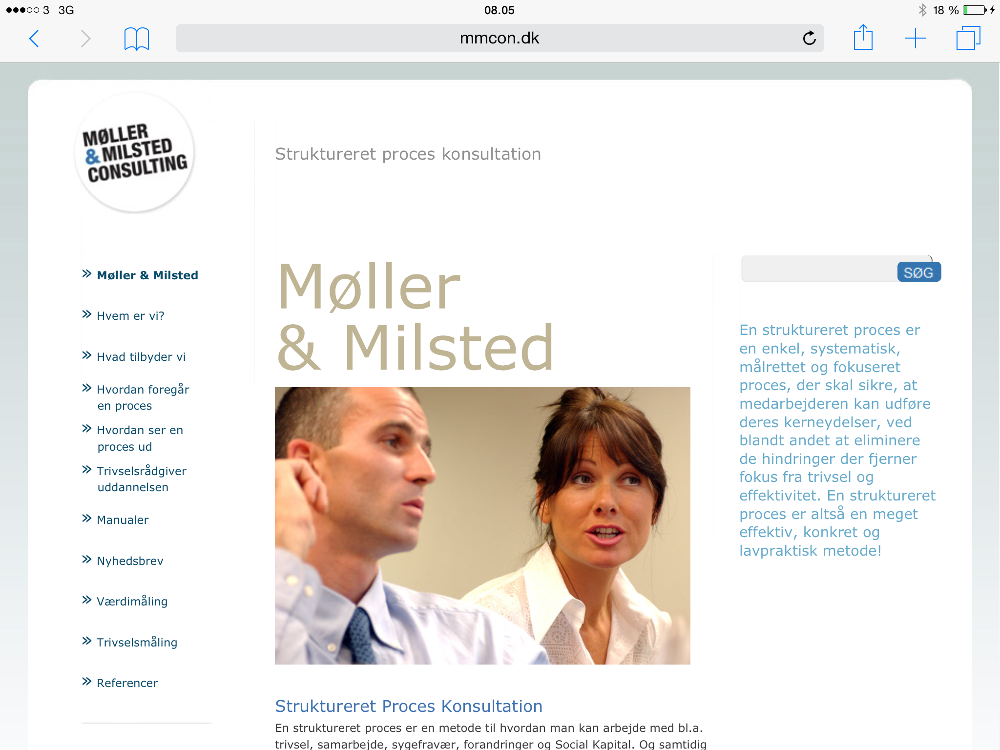 3 3G 08.05 18 %
mmcon.dk
MØLLER
& MILSTED
CONSULTING
Struktureret proces konsultation
» Møller & Milsted
» Hvem er vi?
» Hvad tilbyder vi
» Hvordan foregår
en proces
» Hvordan ser en
proces ud
» Trivselsrådgiver
uddannelsen
» Manualer
» Nyhedsbrev
» Værdimåling
» Trivselsmåling
» Referencer
Møller
& Milsted
Struktureret Proces Konsultation
En struktureret proces er en metode til hvordan man kan arbejde med bl.a.
trivsel, samarbejde, sygefravær, forandringer og Social Kapital. Og samtidig
SØG
En struktureret proces er
en enkel, systematisk,
målrettet og fokuseret
proces, der skal sikre, at
medarbejderen kan udføre
deres kerneydelser, ved
blandt andet at eliminere
de hindringer der fjerner
fokus fra trivsel og
effektivitet. En struktureret
proces er altså en meget
effektiv, konkret og
lavpraktisk metode!